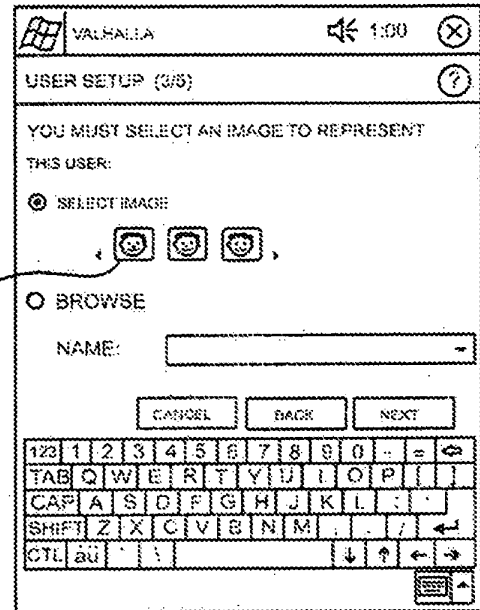 VALHALLA 1:00
USER SETUP (3/5)
YOU MUST SELECT AN IMAGE TO REPRESENT
THIS USER:
SELECT IMAGE
BROWSE
NAME:
CANCEL BACK NEXT
123 1 2 3 4 5 6 7 8 9 0 - =
TAB Q W E R T Y U I O P [ ]
CAP A S D F G H J K L ; '
SHIFT Z X C V B N M , . /
CTL áü ` \